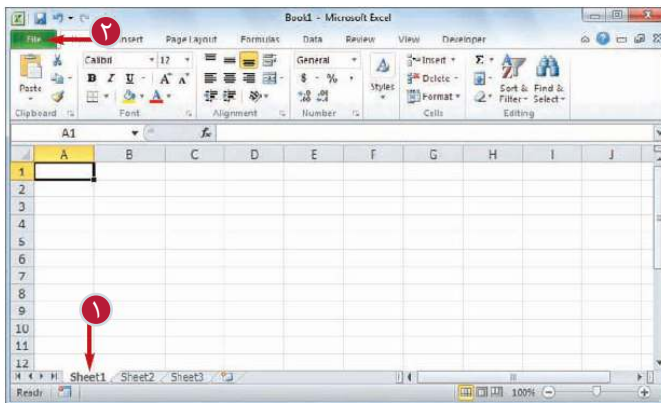 Book1 - Microsoft Excel
٢
File Insert Page Layout Formulas Data Review View Developer
Calibri 12 General Insert Σ
Paste B I U A A $ - % , Styles Delete Sort & Find &
Format Filter Select
Clipboard Font Alignment Number Cells Editing
A1 fx
A B C D E F G H I J
1
2
3
4
5
6
7
8
9
10
11
12
١
Sheet1 Sheet2 Sheet3
Ready 100%